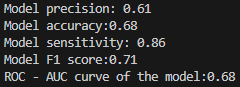 Model precision: 0.61
Model accuracy:0.68
Model sensitivity: 0.86
Model F1 score:0.71
ROC - AUC curve of the model:0.68